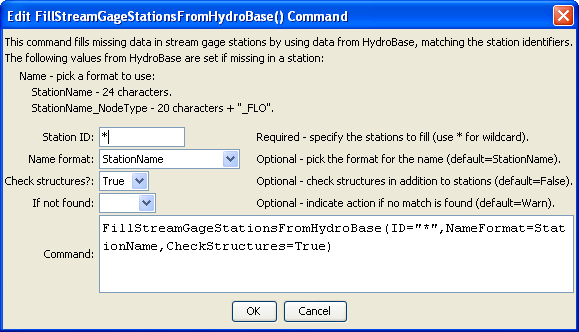 Edit FillStreamGageStationsFromHydroBase() Command
This command fills missing data in stream gage stations by using data from HydroBase, matching the station identifiers.
The following values from HydroBase are set if missing in a station:
Name - pick a format to use:
StationName - 24 characters.
StationName_NodeType - 20 characters + "_FLO".
Station ID: * Required - specify the stations to fill (use * for wildcard).
Name format: StationName Optional - pick the format for the name (default=StationName).
Check structures?: True Optional - check structures in addition to stations (default=False).
If not found: Optional - indicate action if no match is found (default=Warn).
Command: FillStreamGageStationsFromHydroBase(ID="*",NameFormat=Stat
ionName,CheckStructures=True)
OK Cancel